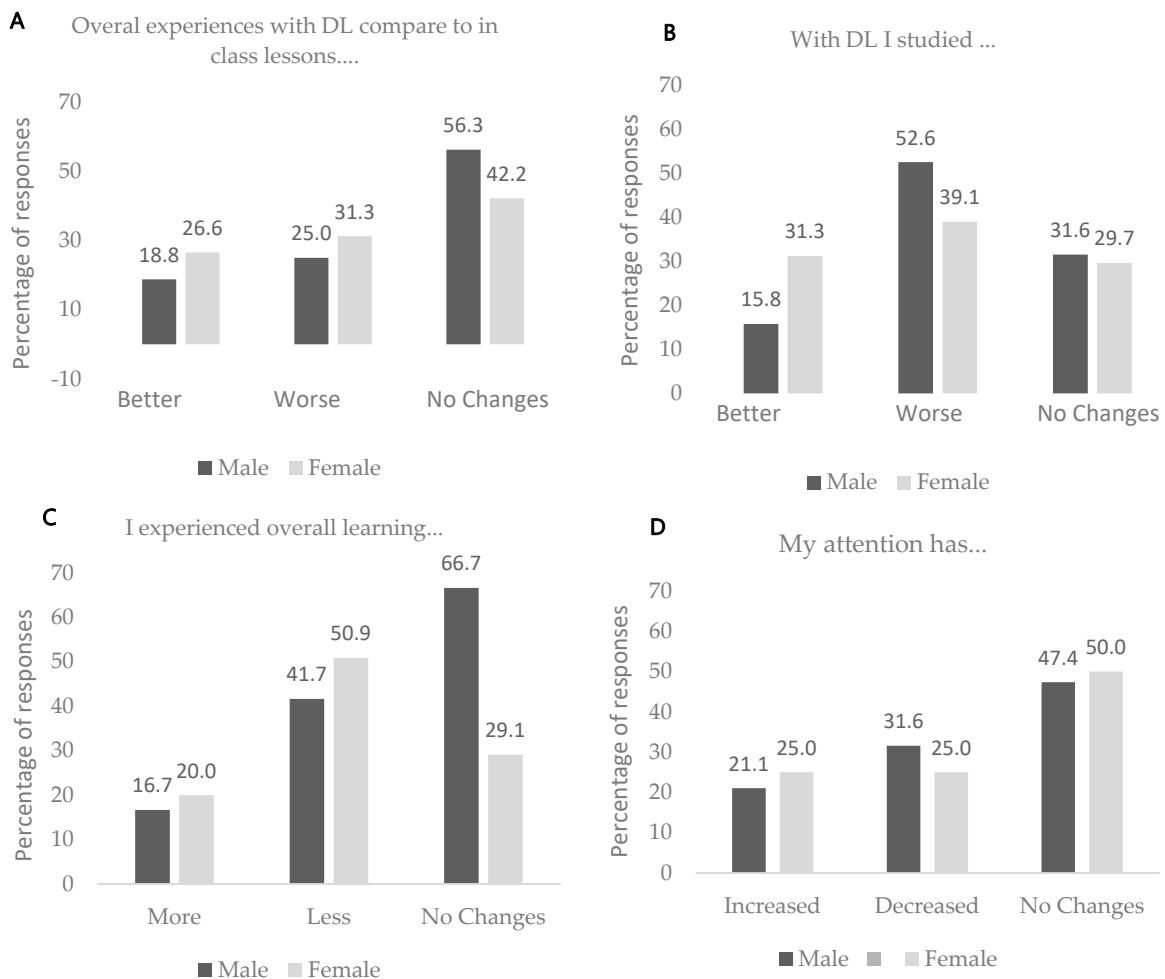 A
Overal experiences with DL compare to in
class lessons....
Percentage of responses
70
50
30
10
-10
18.8
26.6
25.0
31.3
56.3
42.2
Better
Worse
No Changes
Male
Female
B
With DL I studied ...
Percentage of responses
70
60
50
40
30
20
10
0
15.8
31.3
52.6
39.1
31.6
29.7
Better
Worse
No Changes
Male
Female
C
I experienced overall learning...
Percentage of responses
70
60
50
40
30
20
10
0
16.7
20.0
41.7
50.9
66.7
29.1
More
Less
No Changes
Male
Female
D
My attention has...
Percentage of responses
70
60
50
40
30
20
10
0
21.1
25.0
31.6
25.0
47.4
50.0
Increased
Decreased
No Changes
Male
Female